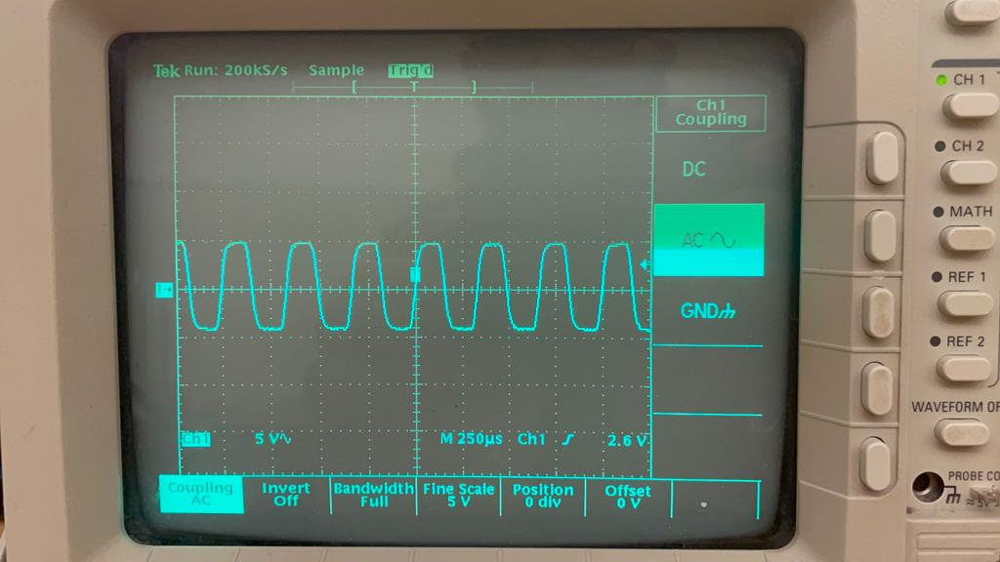 Tek Run: 200kS/s Sample Trig'd
[ T ]
Ch1
Coupling
DC
AC
GND
T
1→
Ch1 5 V∿ M 250µs Ch1 2.6 V
Coupling
AC
Invert
Off
Bandwidth
Full
Fine Scale
5 V
Position
0 div
Offset
0 V
CH 1
CH 2
MATH
REF 1
REF 2
WAVEFORM OF
PROBE CO
≈5V